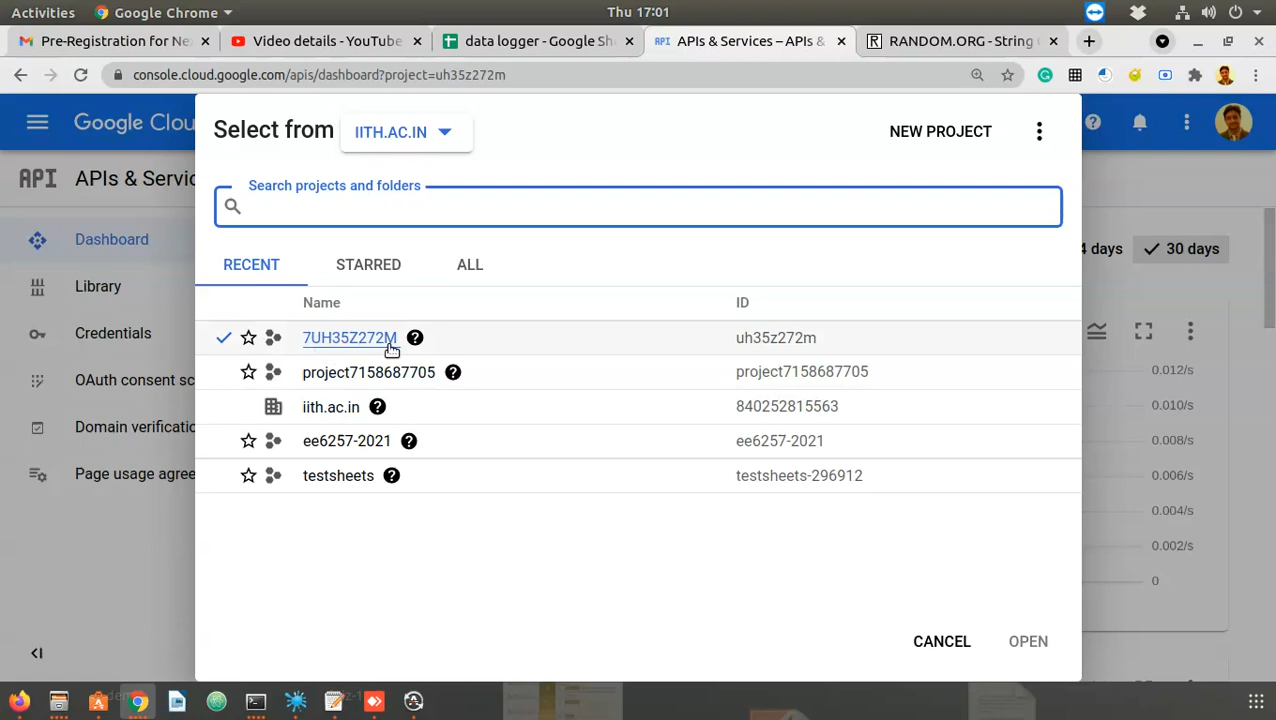 Activities Google Chrome Thu 17:01
Pre-Registration for Ne Video details - YouTube data logger - Google She APIs & Services – APIs & RANDOM.ORG - String G
console.cloud.google.com/apis/dashboard?project=uh35z272m
Google Clou
Select from IITH.AC.IN NEW PROJECT
API APIs & Servic
Search projects and folders
Dashboard
4 days 30 days
RECENT STARRED ALL
Library
Name ID
Credentials
7UH35Z272M uh35z272m
project7158687705 project7158687705
0.012/s
OAuth consent sc
iith.ac.in 840252815563
0.010/s
Domain verificatio
ee6257-2021 ee6257-2021
0.008/s
Page usage agree
testsheets testsheets-296912
0.006/s
0.004/s
0.002/s
0
CANCEL OPEN